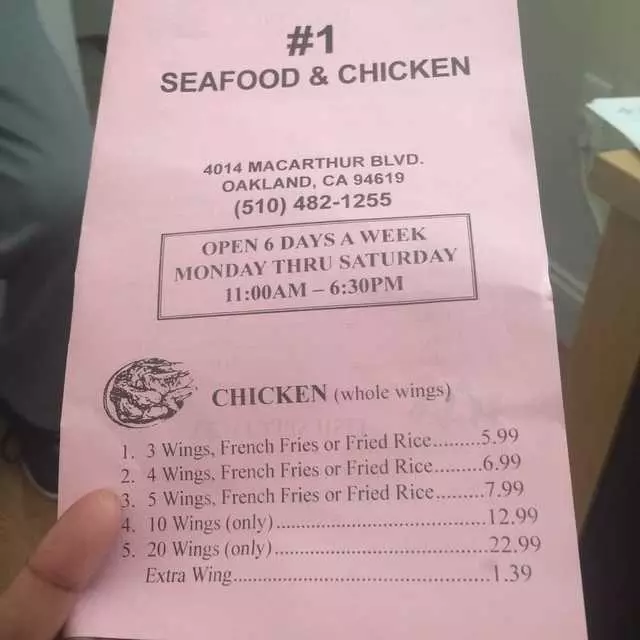 #1
SEAFOOD & CHICKEN
4014 MACARTHUR BLVD.
OAKLAND, CA 94619
(510) 482-1255
OPEN 6 DAYS A WEEK
MONDAY THRU SATURDAY
11:00AM – 6:30PM
CHICKEN (whole wings)
1. 3 Wings, French Fries or Fried Rice.........5.99
2. 4 Wings, French Fries or Fried Rice.........6.99
3. 5 Wings, French Fries or Fried Rice.........7.99
4. 10 Wings (only).......................................12.99
5. 20 Wings (only).......................................22.99
Extra Wing...............................................1.39